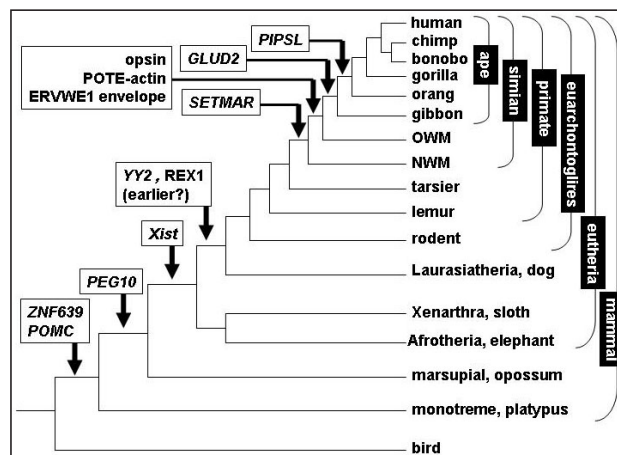 PIPSL
GLUD2
opsin
POTE-actin
ERVWE1 envelope
SETMAR
YY2 , REX1
(earlier?)
Xist
PEG10
ZNF639
POMC
human
chimp
bonobo
gorilla
orang
gibbon
OWM
NWM
tarsier
lemur
rodent
Laurasiatheria, dog
Xenarthra, sloth
Afrotheria, elephant
marsupial, opossum
monotreme, platypus
bird
ape
simian
primate
euarchontoglires
eutheria
mammal